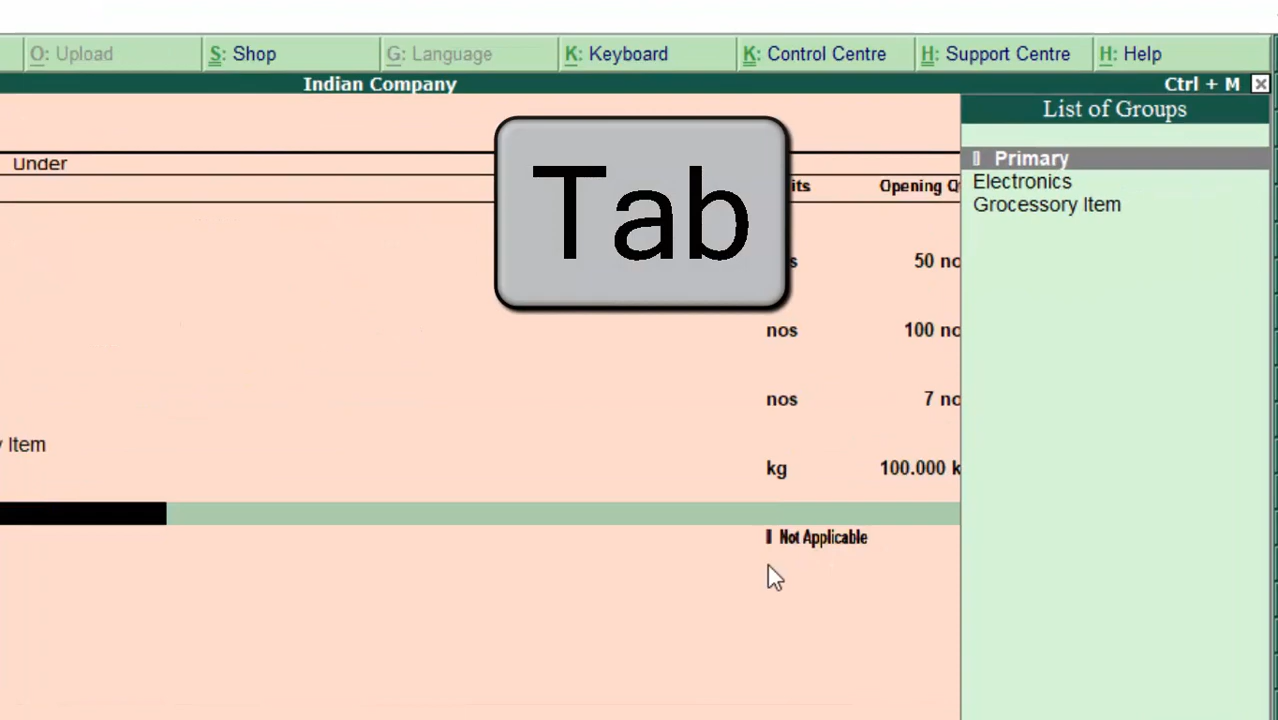 O: Upload S: Shop G: Language K: Keyboard K: Control Centre H: Support Centre H: Help
Indian Company Ctrl + M
List of Groups
Under
Tab
Primary
its Opening Q
Electronics
Grocessory Item
s 50 no
nos 100 no
nos 7 no
y Item
kg 100.000 k
Not Applicable